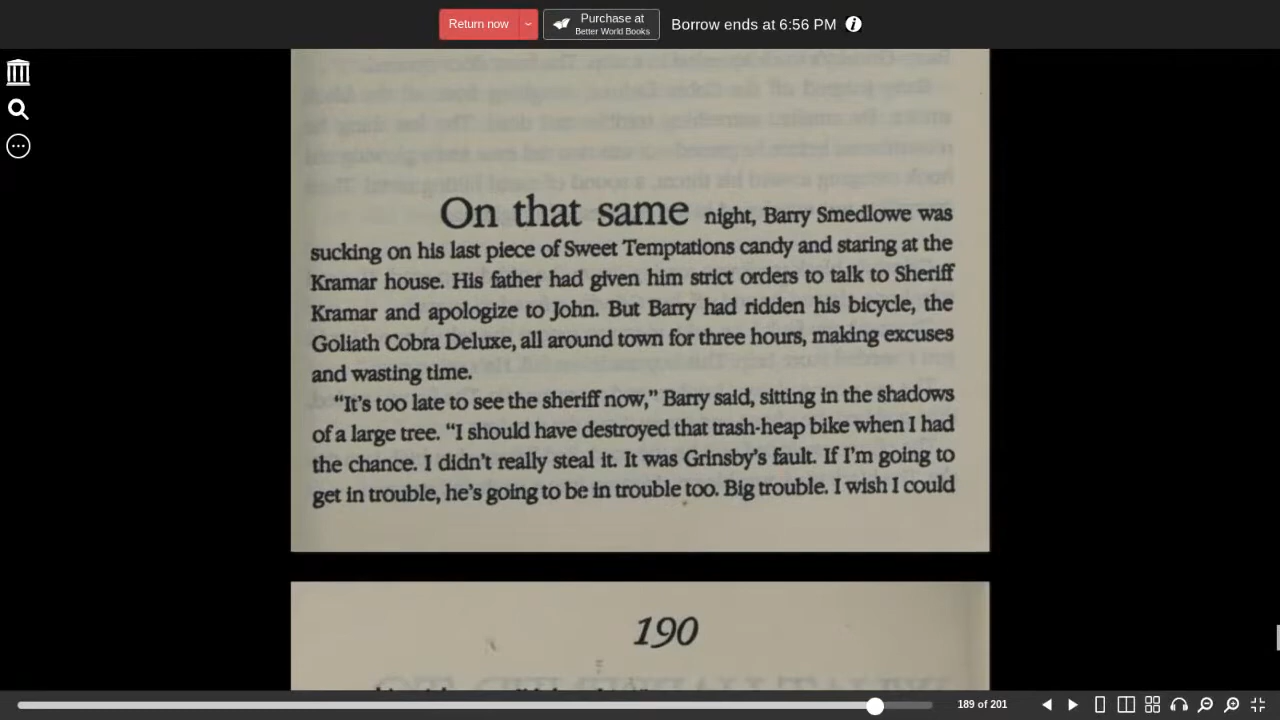 Return now
Purchase at
Better World Books
Borrow ends at 6:56 PM
On that same night, Barry Smedlowe was
sucking on his last piece of Sweet Temptations candy and staring at the
Kramar house. His father had given him strict orders to talk to Sheriff
Kramar and apologize to John. But Barry had ridden his bicycle, the
Goliath Cobra Deluxe, all around town for three hours, making excuses
and wasting time.
“It’s too late to see the sheriff now,” Barry said, sitting in the shadows
of a large tree. “I should have destroyed that trash-heap bike when I had
the chance. I didn’t really steal it. It was Grinsby’s fault. If I’m going to
get in trouble, he’s going to be in trouble too. Big trouble. I wish I could
190
189 of 201